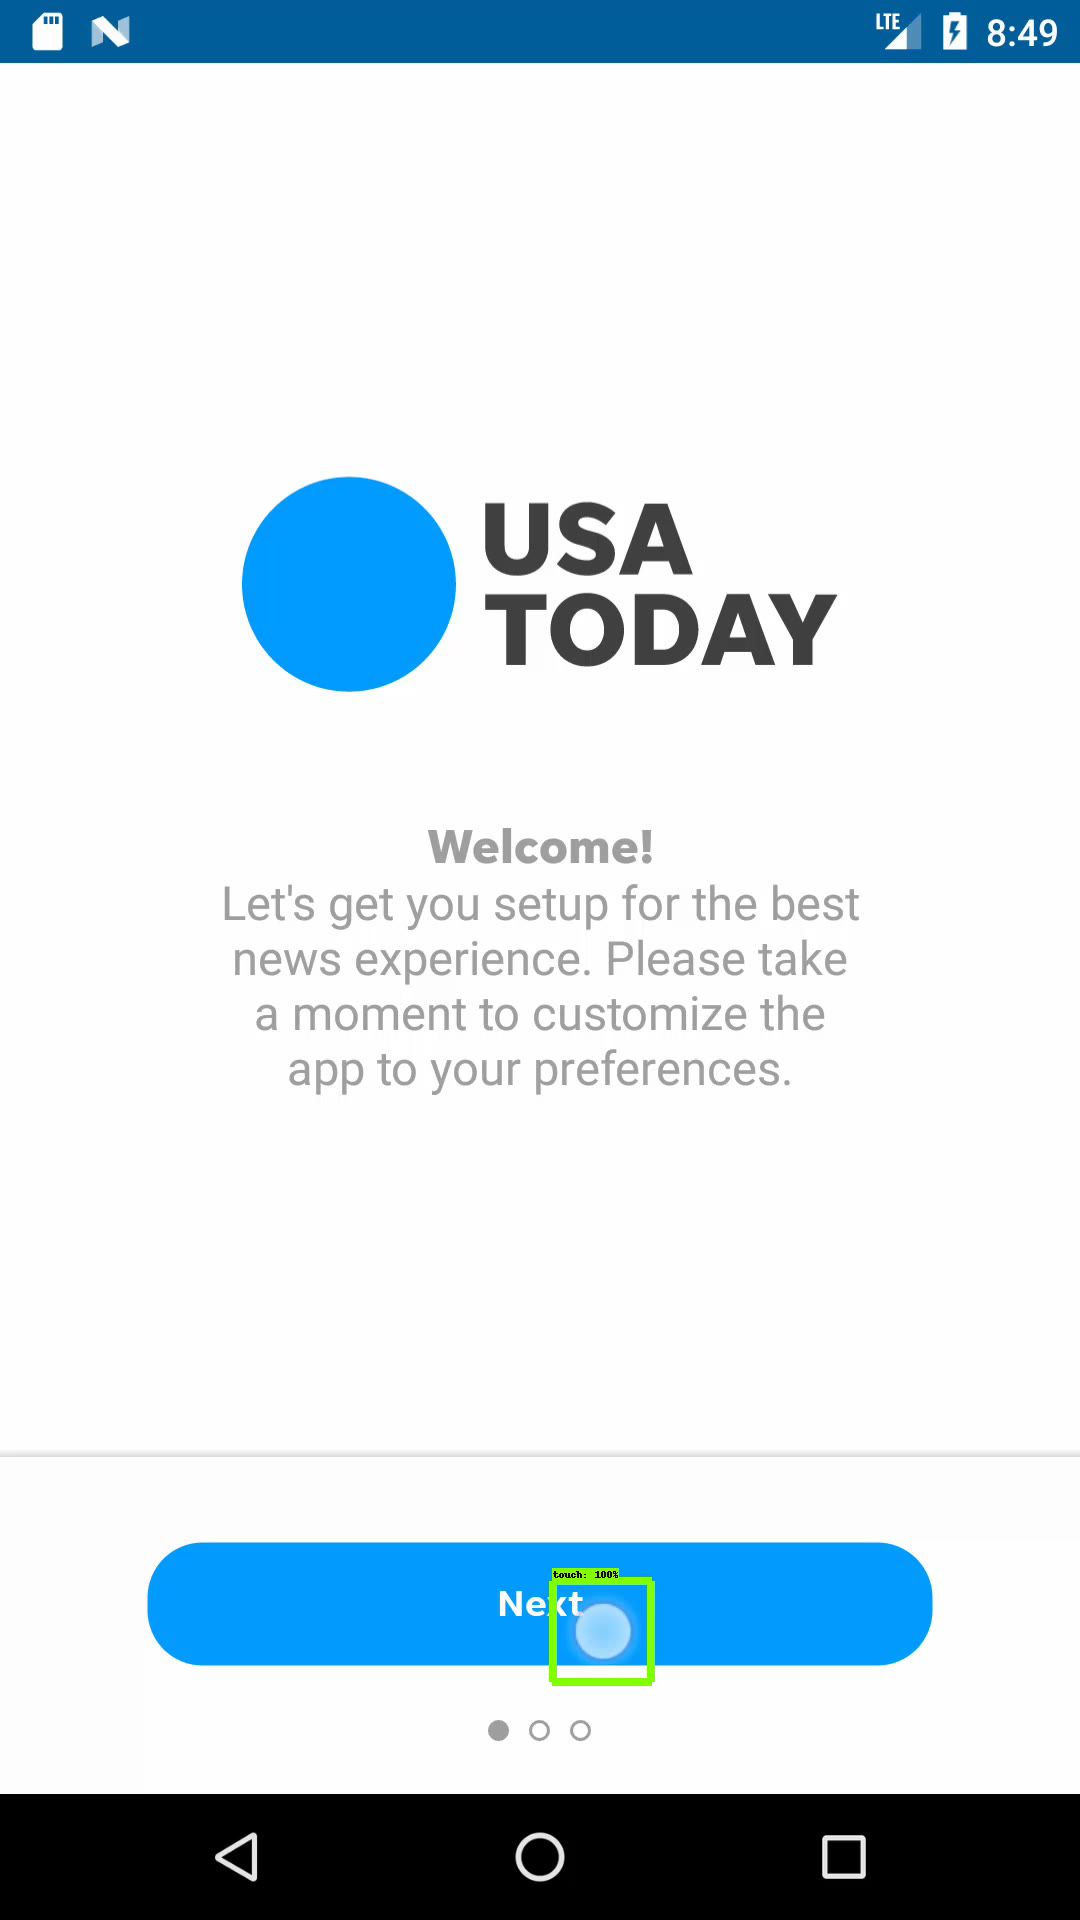 LTE 8:49
USA
TODAY
Welcome!
Let's get you setup for the best
news experience. Please take
a moment to customize the
app to your preferences.
touch: 100%
Next